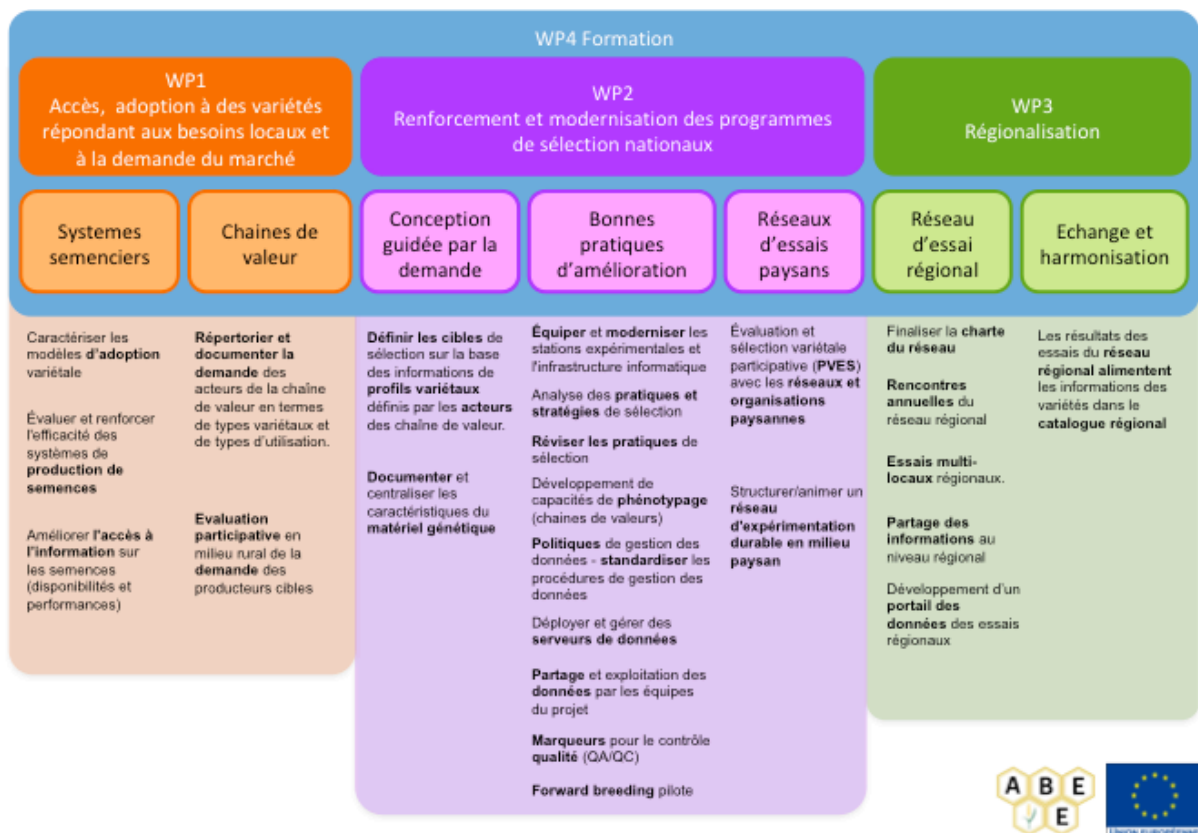 WP4 Formation
WP1
Accès, adoption à des variétés
répondant aux besoins locaux et
à la demande du marché
WP2
Renforcement et modernisation des programmes
de sélection nationaux
WP3
Régionalisation
Systemes
semenciers
Chaines de
valeur
Conception
guidée par la
demande
Bonnes
pratiques
d’amélioration
Réseaux
d’essais
paysans
Réseau
d’essai
régional
Echange et
harmonisation
Caractériser les
modèles d’adoption
variétale
Évaluer et renforcer
l'efficacité des
systèmes de
production de
semences
Améliorer l'accès à
l’information sur
les semences
(disponibilités et
performances)
Répertorier et
documenter la
demande des
acteurs de la chaîne
de valeur en termes
de types variétaux et
de types d’utilisation.
Evaluation
participative en
milieu rural de la
demande des
producteurs cibles
Définir les cibles de
sélection sur la base
des informations de
profils variétaux
définis par les acteurs
des chaîne de valeur.
Documenter et
centraliser les
caractéristiques du
matériel génétique
Équiper et moderniser les
stations expérimentales et
l'infrastructure informatique
Analyse des pratiques et
stratégies de sélection
Réviser les pratiques de
sélection
Développement de
capacités de phénotypage
(chaines de valeurs)
Politiques de gestion des
données - standardiser les
procédures de gestion des
données
Déployer et gérer des
serveurs de données
Partage et exploitation des
données par les équipes
du projet
Marqueurs pour le contrôle
qualité (QA/QC)
Forward breeding pilote
Évaluation et
sélection variétale
participative (PVES)
avec les réseaux et
organisations
paysannes
Structurer/animer un
réseau
d'expérimentation
durable en milieu
paysan
Finaliser la charte
du réseau
Rencontres
annuelles du
réseau régional
Essais multi-
locaux régionaux.
Partage des
informations au
niveau régional
Développement d’un
portail des
données des essais
régionaux
Les résultats des
essais du réseau
régional alimentent
les informations des
variétés dans le
catalogue régional
A B E
E
UNION EUROPÉENNE